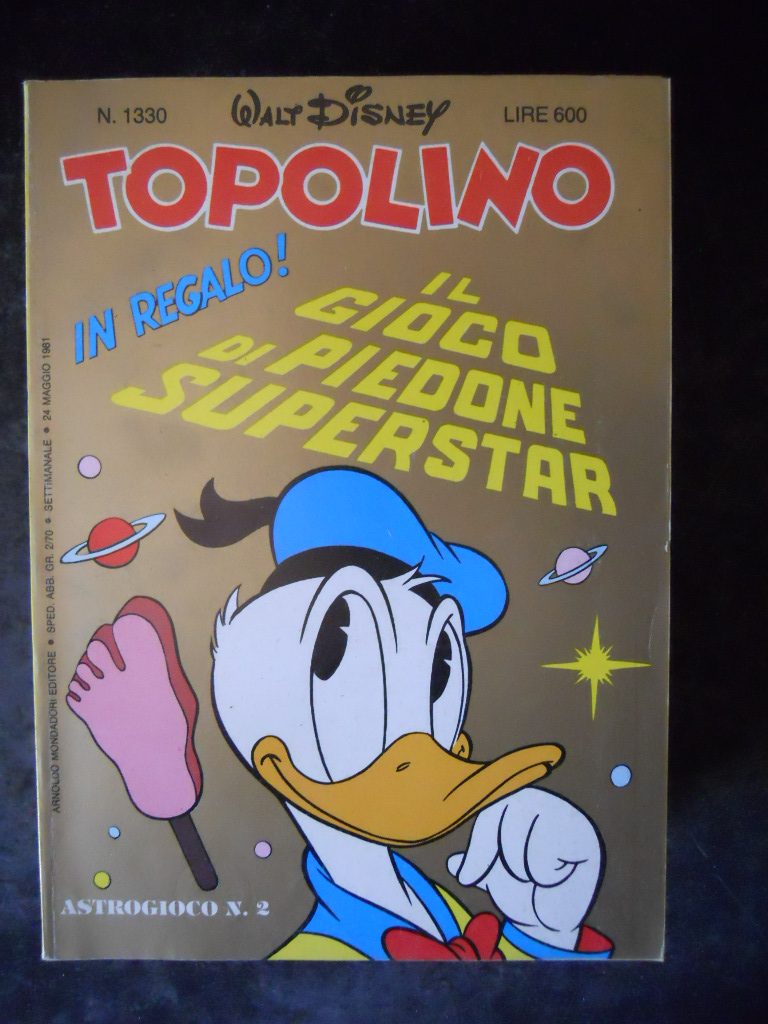 N. 1330 WALT DISNEY LIRE 600
TOPOLINO
IN REGALO!
IL
GIOCO
DI PIEDONE
SUPERSTAR
ARNOLDO MONDADORI EDITORE • SPED. ABB. GR. 2/70 • SETTIMANALE • 24 MAGGIO 1981
ASTROGIOCO N. 2